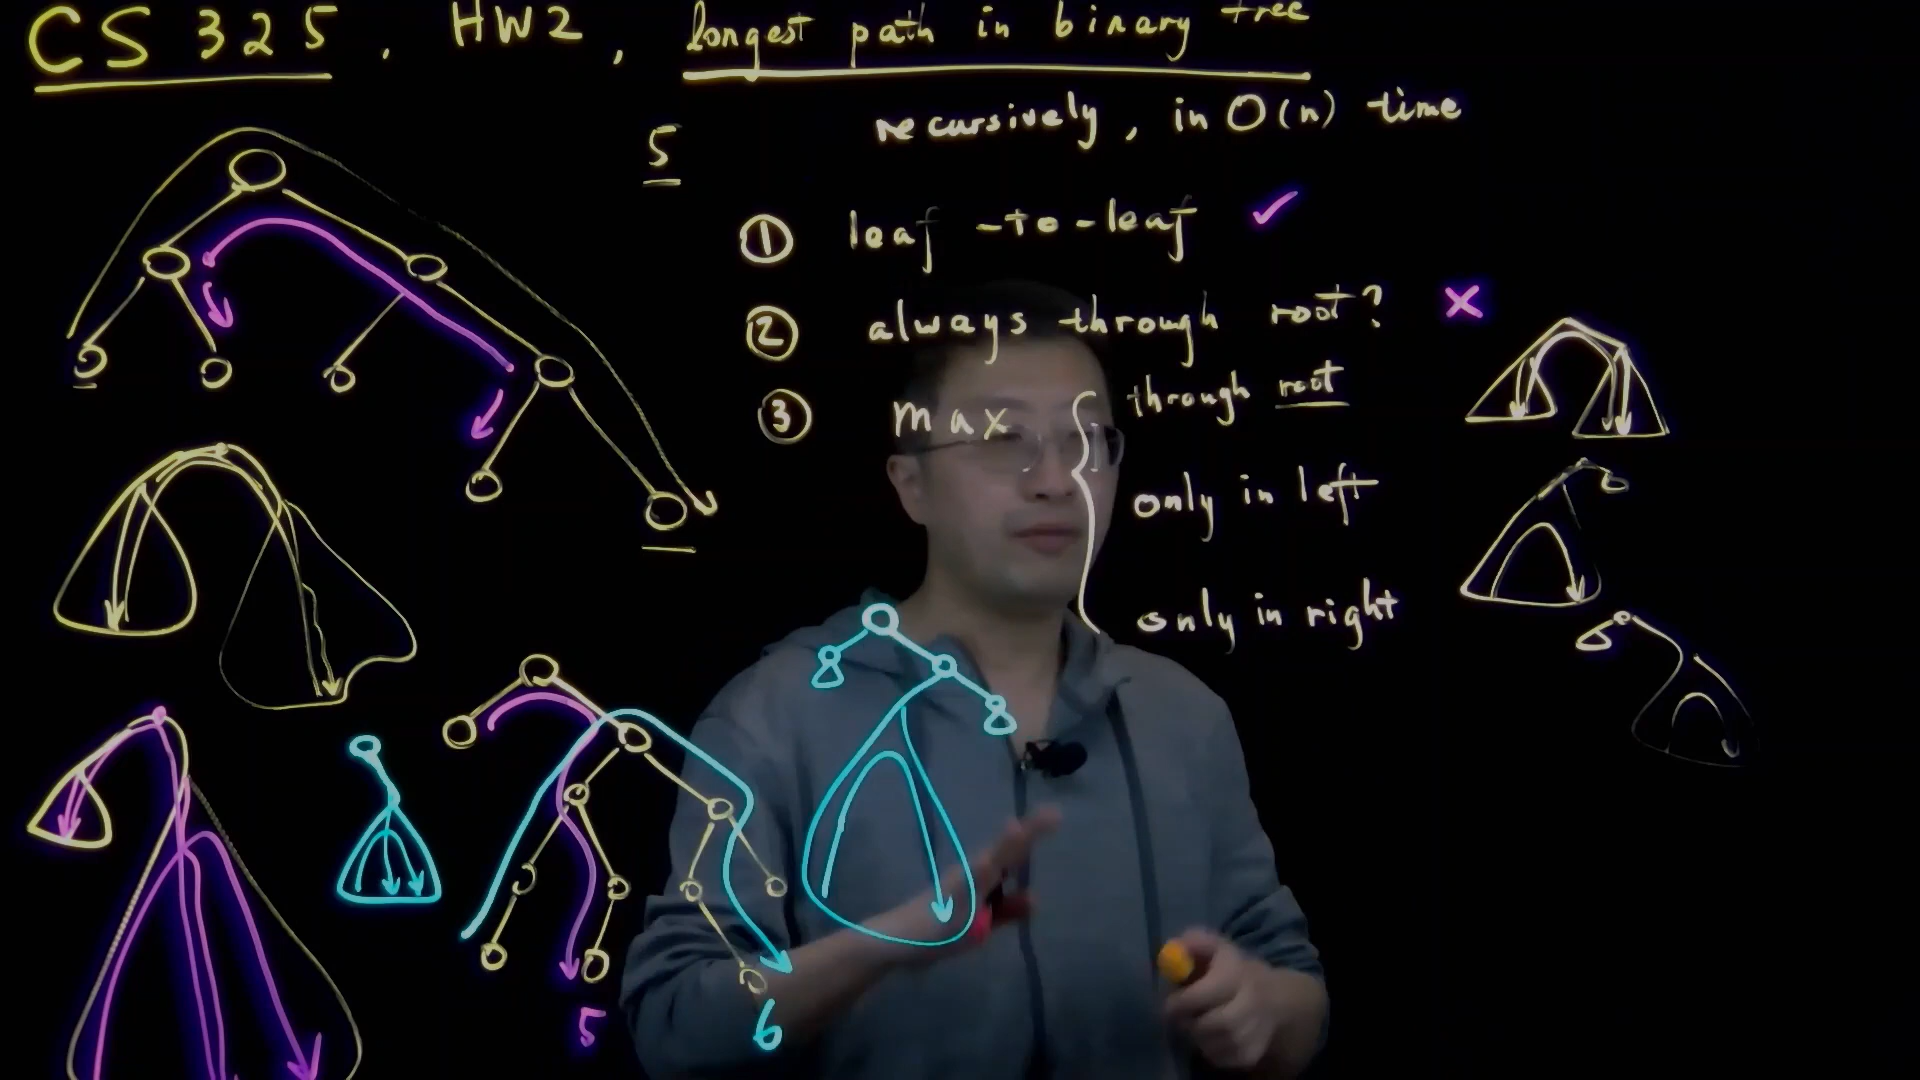 CS 325, HW2, longest path in binary tree
recursively, in O(n) time
5
① leaf-to-leaf ✓
② always through root? ×
③ max { through root
only in left
only in right
5
6